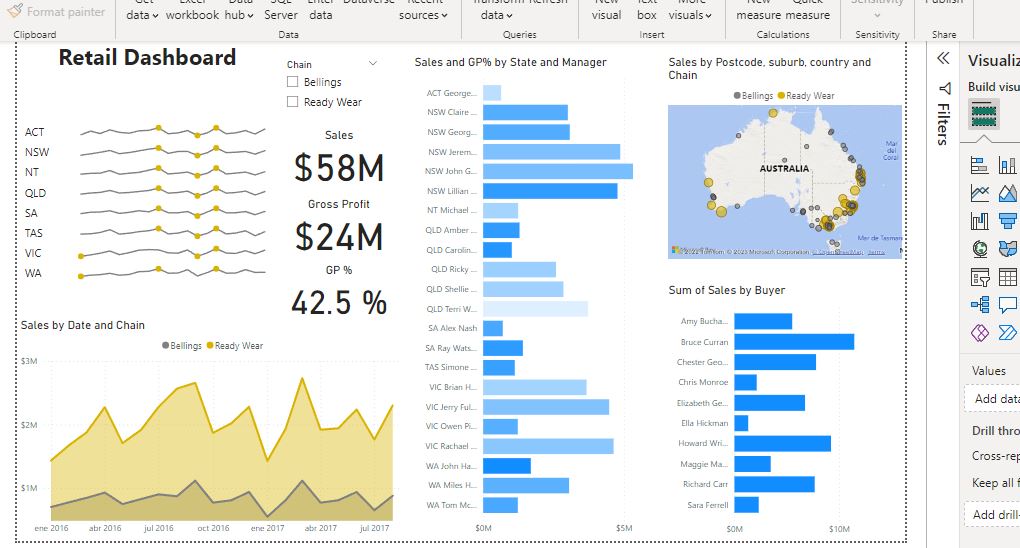 Format painter
Get
data
Excel
workbook
Data
hub
SQL
Server
Enter
data
Dataverse
Recent
sources
Transform
data
Refresh
New
visual
Text
box
More
visuals
New
measure
Quick
measure
Sensitivity
Publish
Clipboard
Data
Queries
Insert
Calculations
Sensitivity
Share
Retail Dashboard
ACT
NSW
NT
QLD
SA
TAS
VIC
WA
Chain
Bellings
Ready Wear
Sales
$58M
Gross Profit
$24M
GP %
42.5 %
Sales by Date and Chain
Bellings
Ready Wear
$3M
$2M
$1M
ene 2016
abr 2016
jul 2016
oct 2016
ene 2017
abr 2017
jul 2017
Sales and GP% by State and Manager
ACT George...
NSW Claire ...
NSW Georg...
NSW Jerem...
NSW John G...
NSW Lillian ...
NT Michael ...
QLD Amber ...
QLD Carolin...
QLD Ricky ...
QLD Shellie ...
QLD Terri W...
SA Alex Nash
SA Ray Wats...
TAS Simone ...
VIC Brian H...
VIC Jerry Ful...
VIC Owen Pi...
VIC Rachael ...
WA John Ha...
WA Miles H...
WA Tom Mc...
$0M
$5M
Sales by Postcode, suburb, country and
Chain
Bellings
Ready Wear
AUSTRALIA
Mar
del
Coral
Mar de Tasman
© 2022 TomTom, © 2023 Microsoft Corporation, © OpenStreetMap, Terms
Sum of Sales by Buyer
Amy Bucha...
Bruce Curran
Chester Geo...
Chris Monroe
Elizabeth Ge...
Ella Hickman
Howard Wri...
Maggie Ma...
Richard Carr
Sara Ferrell
$0M
$10M
Filters
Visualiz
Build visu
Values
Add data
Drill thro
Cross-rep
Keep all f
Add drill-